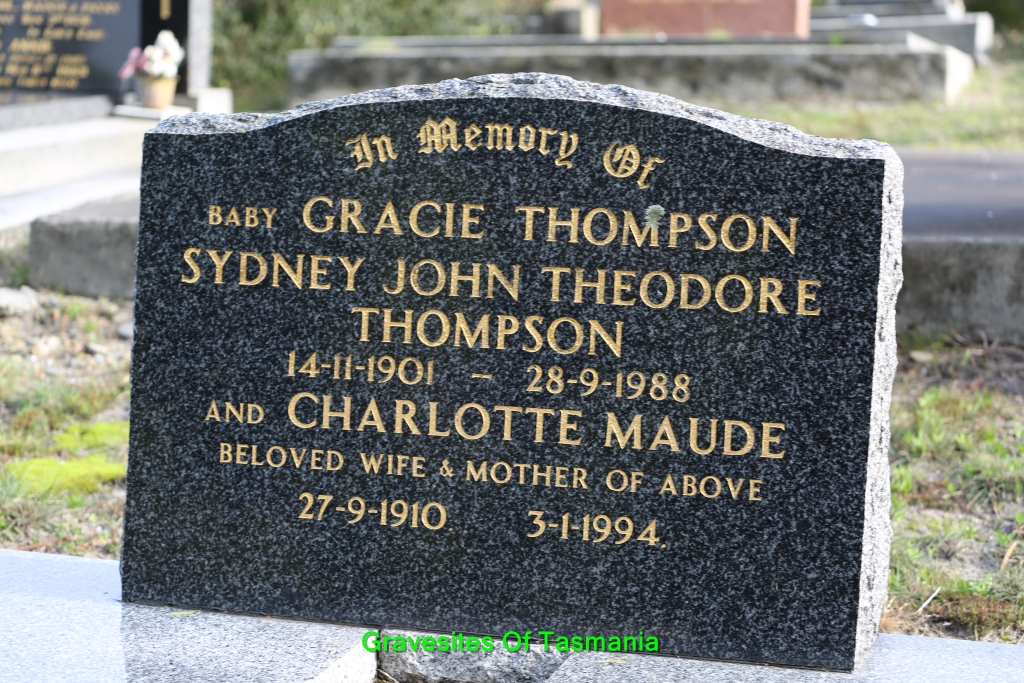 In Memory Of
BABY GRACIE THOMPSON
SYDNEY JOHN THEODORE
THOMPSON
14-11-1901 – 28-9-1988
AND CHARLOTTE MAUDE
BELOVED WIFE & MOTHER OF ABOVE
27-9-1910. 3-1-1994.
Gravesites Of Tasmania